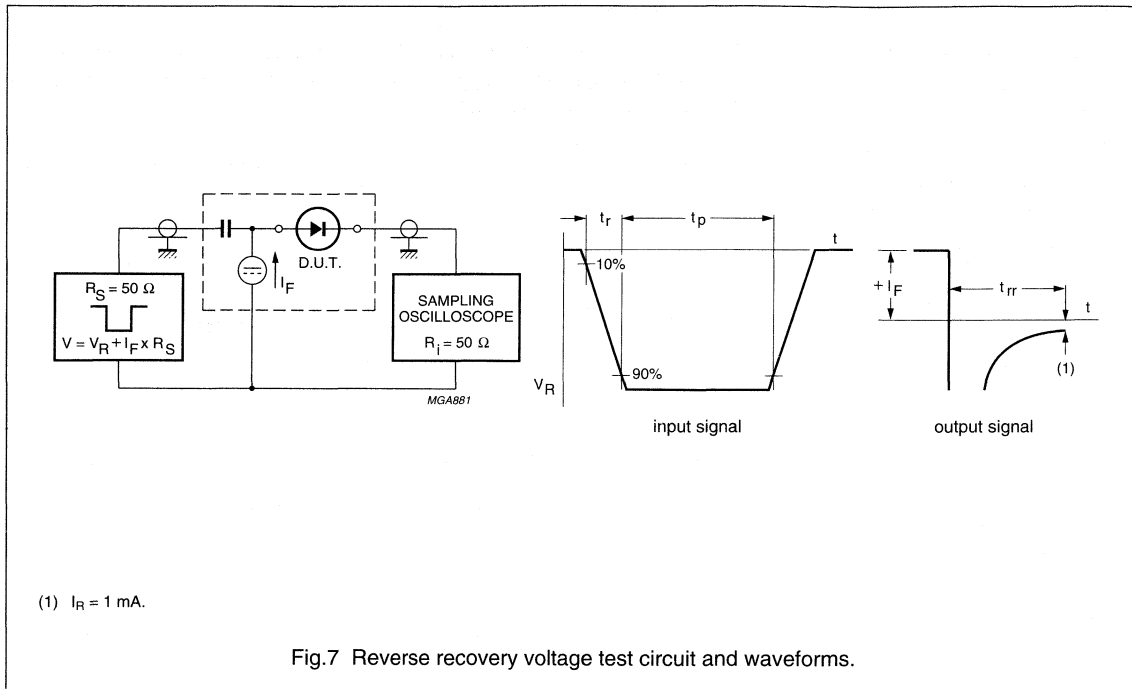 R_S = 50 Ω
V = V_R + I_F x R_S
I_F
D.U.T.
SAMPLING
OSCILLOSCOPE
R_i = 50 Ω
MGA881
t_r
t_p
t
10%
90%
V_R
input signal
+ I_F
t_rr
t
(1)
output signal
(1) I_R = 1 mA.
Fig.7 Reverse recovery voltage test circuit and waveforms.